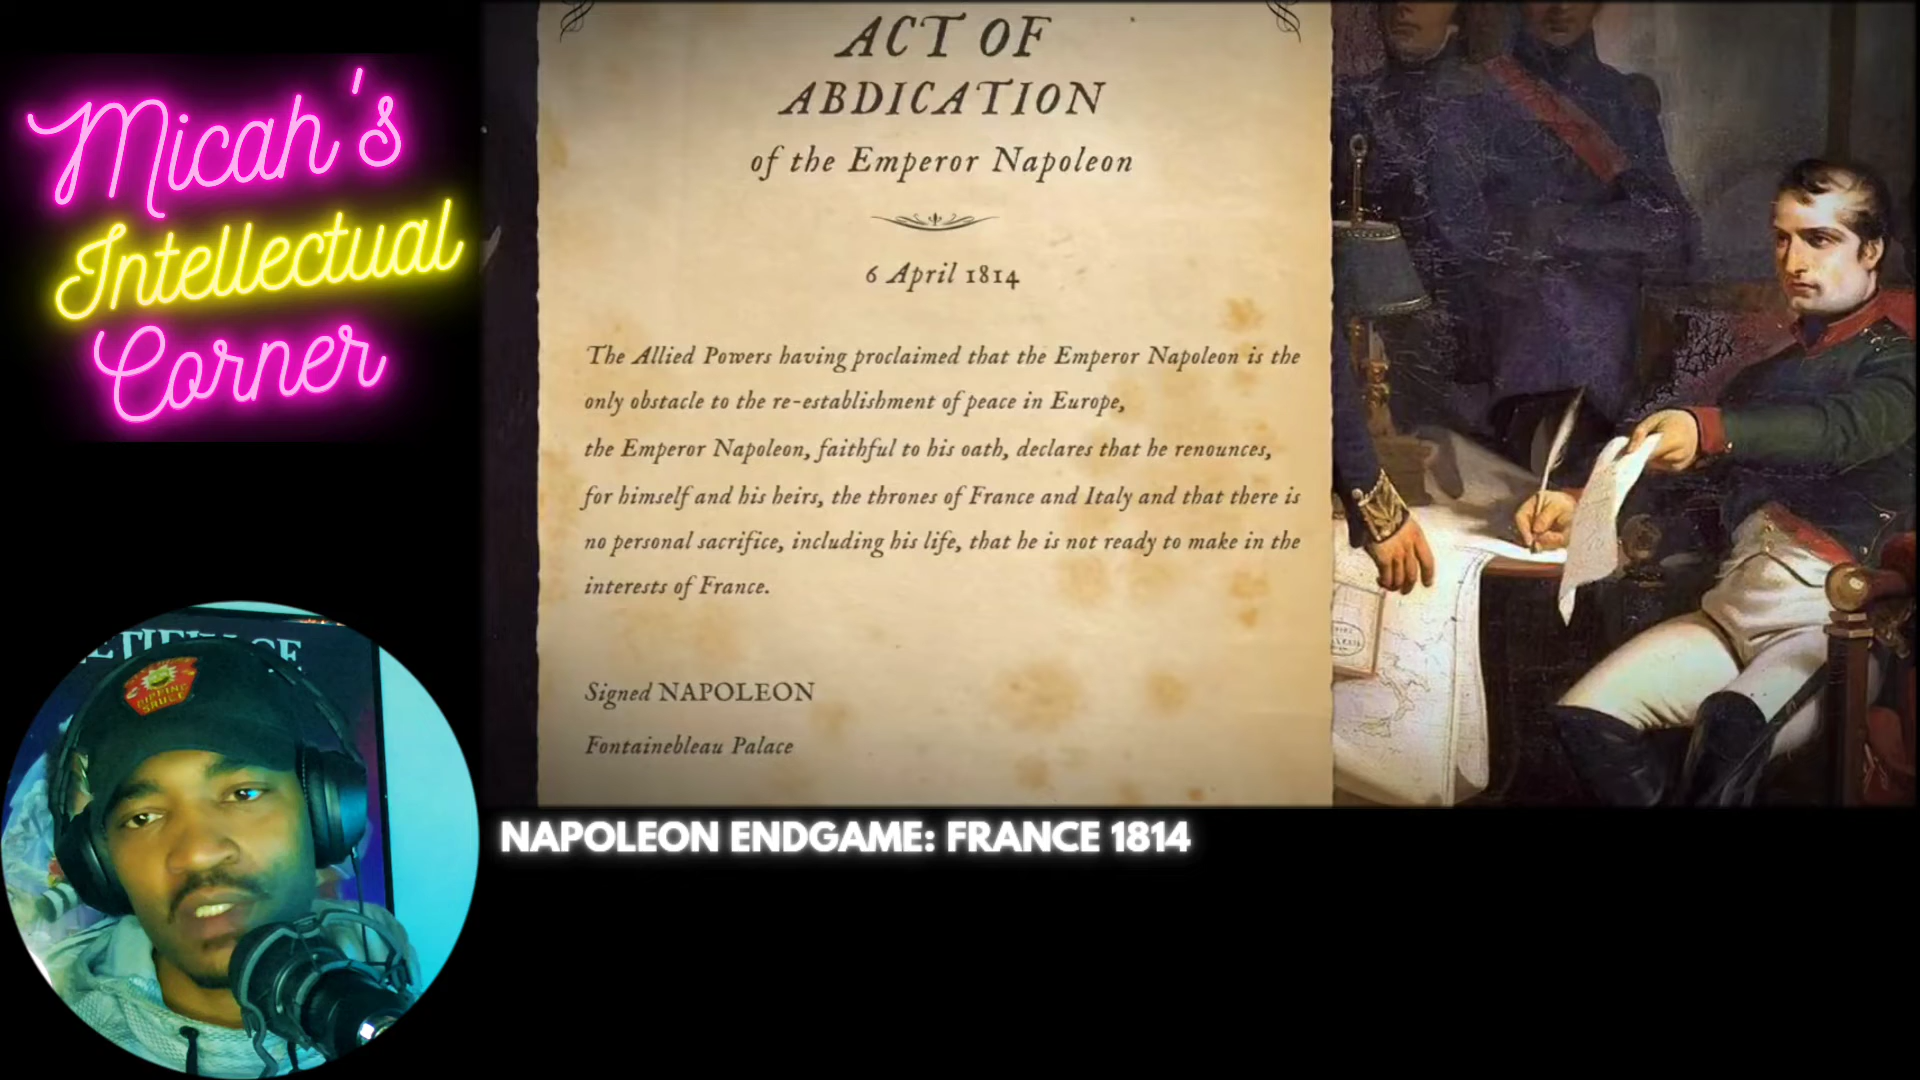 Micah's
Intellectual
Corner
ACT OF
ABDICATION
of the Emperor Napoleon
6 April 1814
The Allied Powers having proclaimed that the Emperor Napoleon is the
only obstacle to the re-establishment of peace in Europe,
the Emperor Napoleon, faithful to his oath, declares that he renounces,
for himself and his heirs, the thrones of France and Italy and that there is
no personal sacrifice, including his life, that he is not ready to make in the
interests of France.
Signed NAPOLEON
Fontainebleau Palace
NAPOLEON ENDGAME: FRANCE 1814